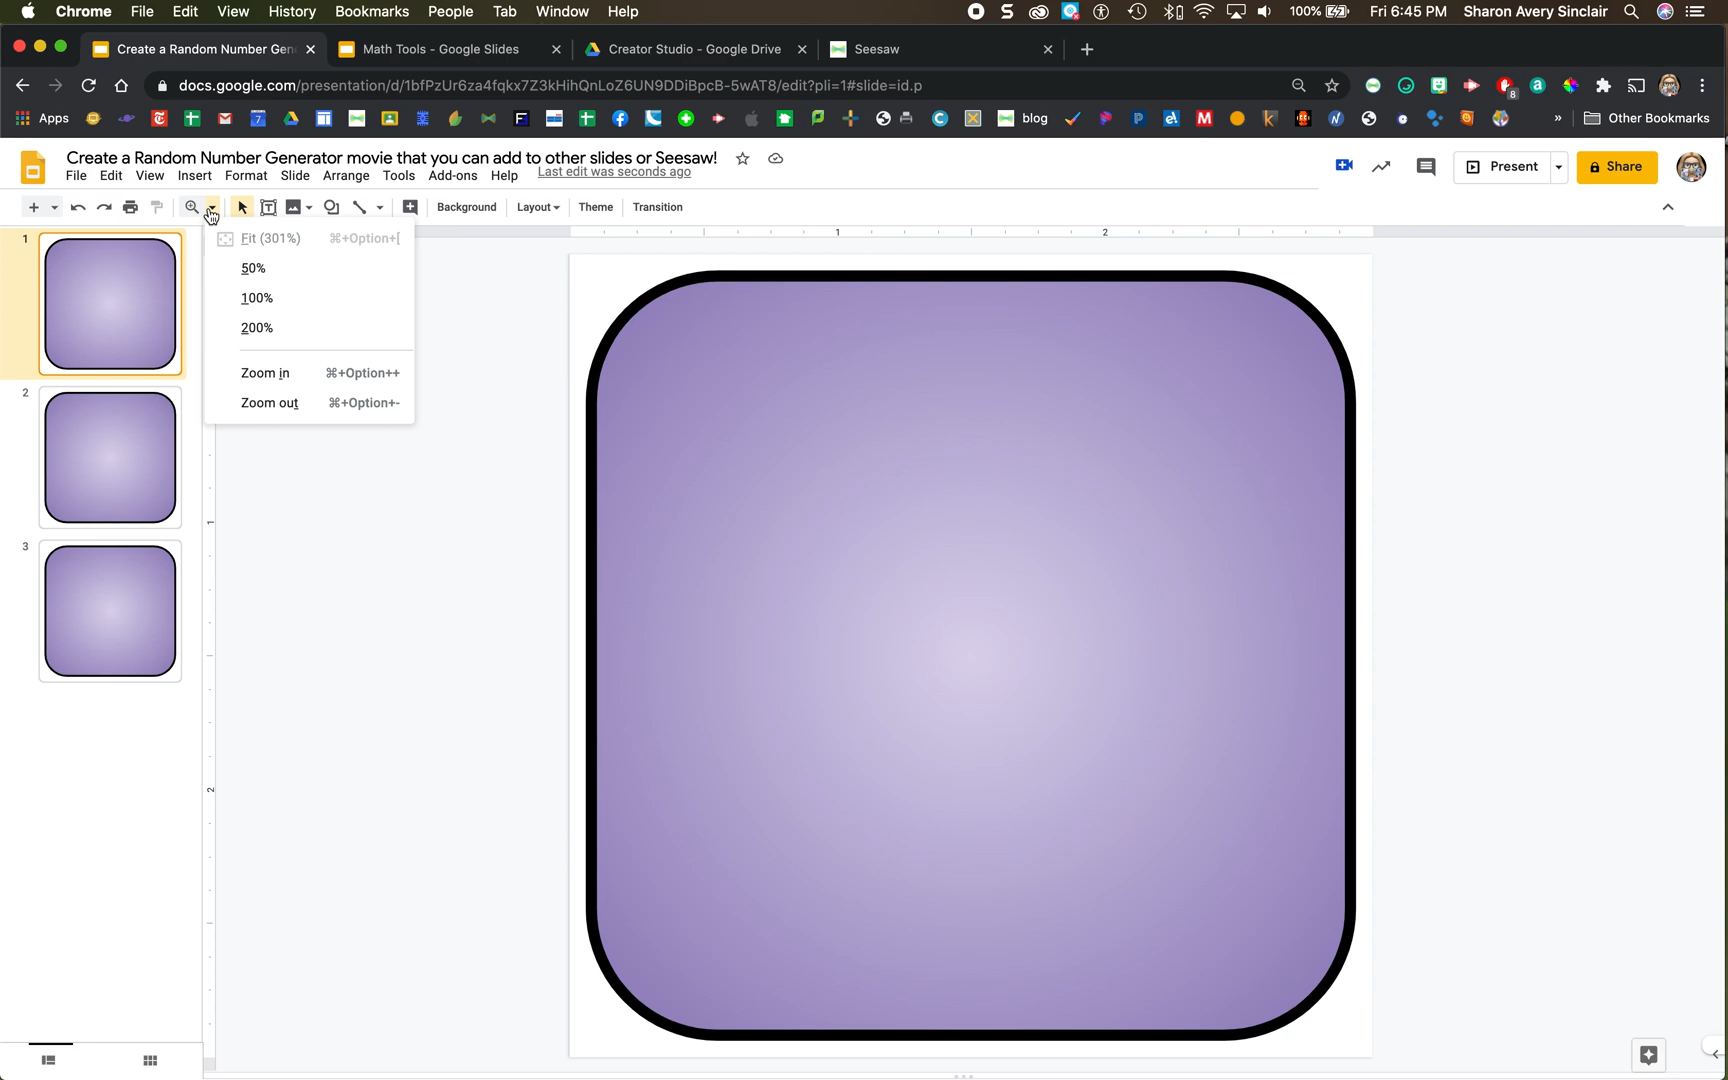 Chrome File Edit View History Bookmarks People Tab Window Help 100% Fri 6:45 PM Sharon Avery Sinclair
Create a Random Number Gen Math Tools - Google Slides Creator Studio - Google Drive Seesaw
docs.google.com/presentation/d/1bfPzUr6za4fqkx7Z3kHihQnLoZ6UN9DDiBpcB-5wAT8/edit?pli=1#slide=id.p
Apps blog Other Bookmarks
Create a Random Number Generator movie that you can add to other slides or Seesaw!
File Edit View Insert Format Slide Arrange Tools Add-ons Help Last edit was seconds ago
Present Share
Background Layout Theme Transition
Fit (301%) ⌘+Option+[
50%
100%
200%
Zoom in ⌘+Option++
Zoom out ⌘+Option+-
1
2
3
1 2
1
2